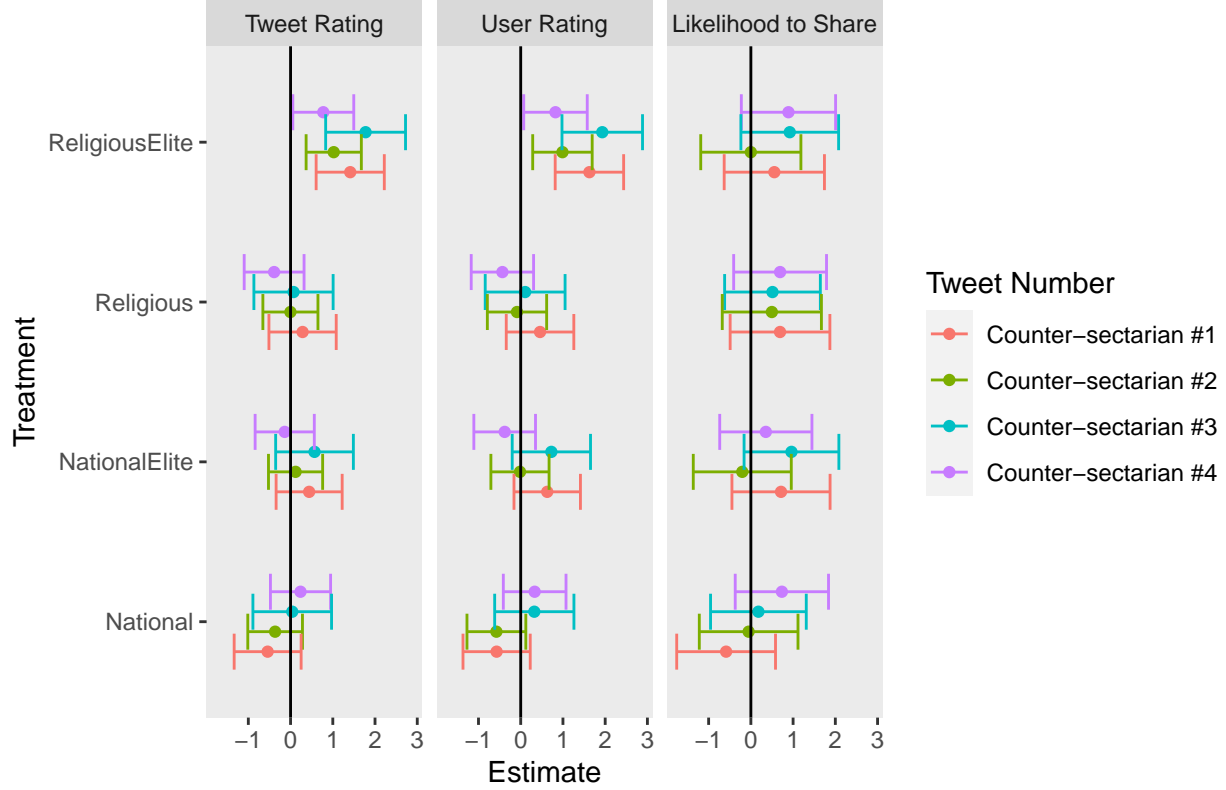 Tweet Rating
User Rating
Likelihood to Share
ReligiousElite
Religious
NationalElite
National
Treatment
−1 0 1 2 3
−1 0 1 2 3
−1 0 1 2 3
Estimate
Tweet Number
Counter−sectarian #1
Counter−sectarian #2
Counter−sectarian #3
Counter−sectarian #4